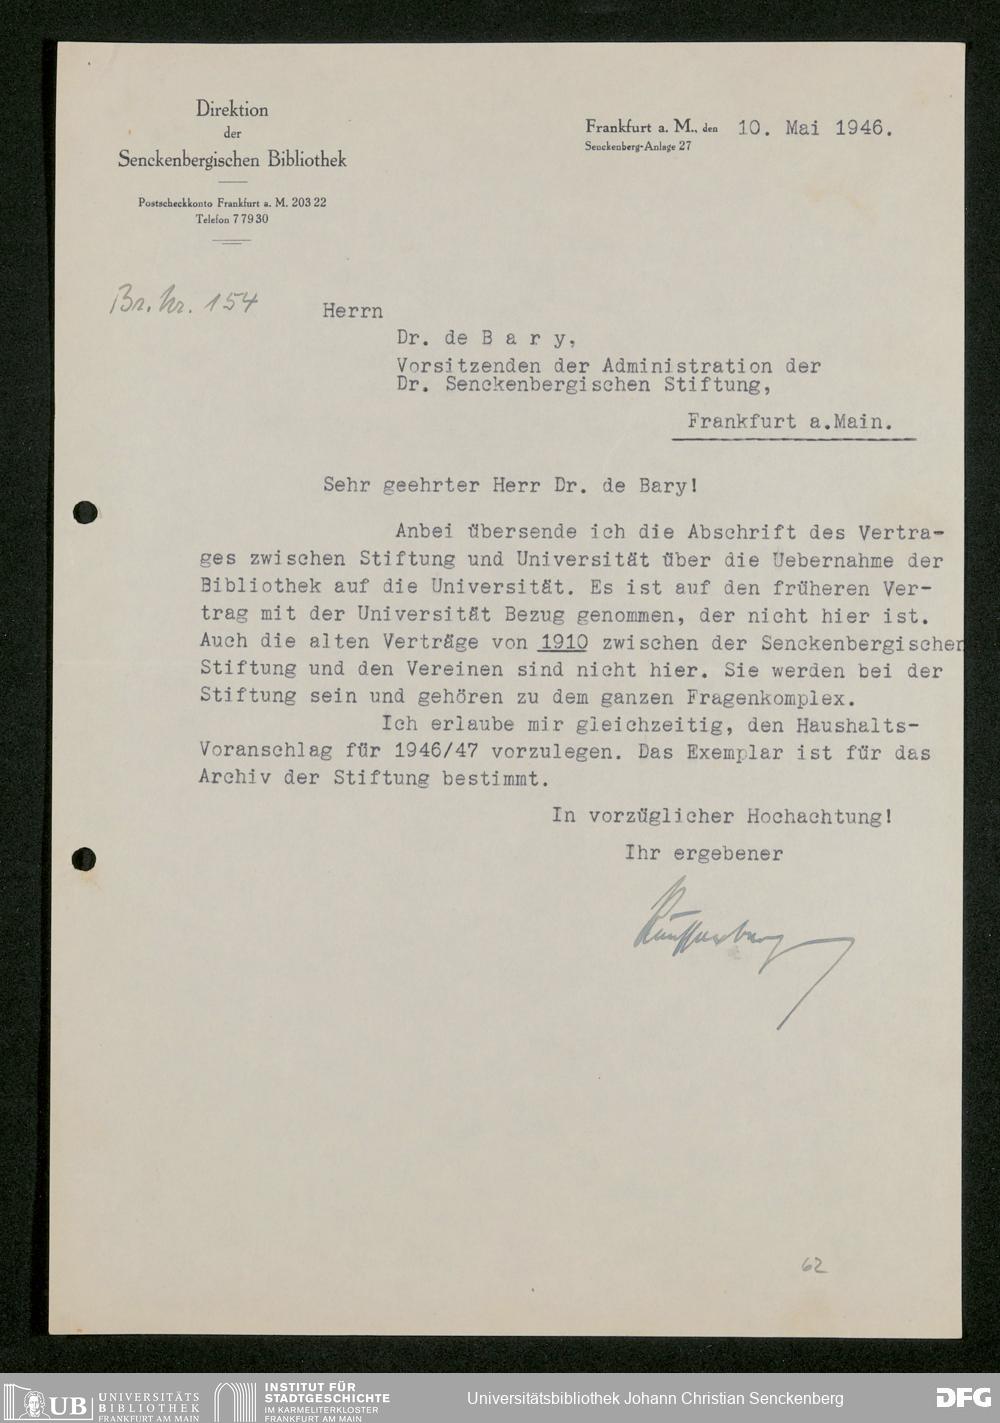 Direktion
der
Senckenbergischen Bibliothek
Postscheckkonto Frankfurt a. M. 203 22
Telefon 7 79 30
Frankfurt a. M., den 10. Mai 1946.
Senckenberg-Anlage 27
Br. Nr. 154
Herrn
Dr. de B a r y,
Vorsitzenden der Administration der
Dr. Senckenbergischen Stiftung,
Frankfurt a.Main.
Sehr geehrter Herr Dr. de Bary!
Anbei übersende ich die Abschrift des Vertra-
ges zwischen Stiftung und Universität über die Uebernahme der
Bibliothek auf die Universität. Es ist auf den früheren Ver-
trag mit der Universität Bezug genommen, der nicht hier ist.
Auch die alten Verträge von 1910 zwischen der Senckenbergischen
Stiftung und den Vereinen sind nicht hier. Sie werden bei der
Stiftung sein und gehören zu dem ganzen Fragenkomplex.
Ich erlaube mir gleichzeitig, den Haushalts-
Voranschlag für 1946/47 vorzulegen. Das Exemplar ist für das
Archiv der Stiftung bestimmt.
In vorzüglicher Hochachtung!
Ihr ergebener
62
UB UNIVERSITÄTS
BIBLIOTHEK
FRANKFURT AM MAIN
INSTITUT FÜR
STADTGESCHICHTE
IM KARMELITERKLOSTER
FRANKFURT AM MAIN
Universitätsbibliothek Johann Christian Senckenberg
DFG